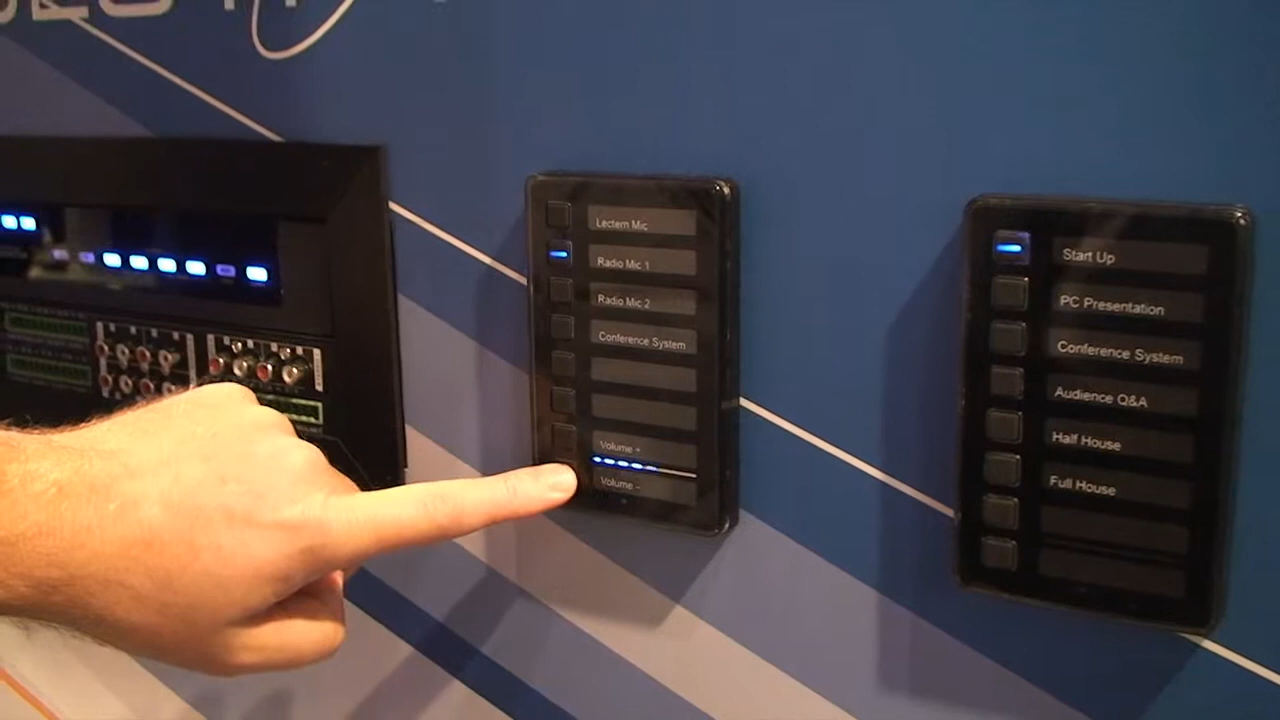 Lectern Mic
Radio Mic 1
Radio Mic 2
Conference System
Volume +
Volume -
Start Up
PC Presentation
Conference System
Audience Q&A
Half House
Full House